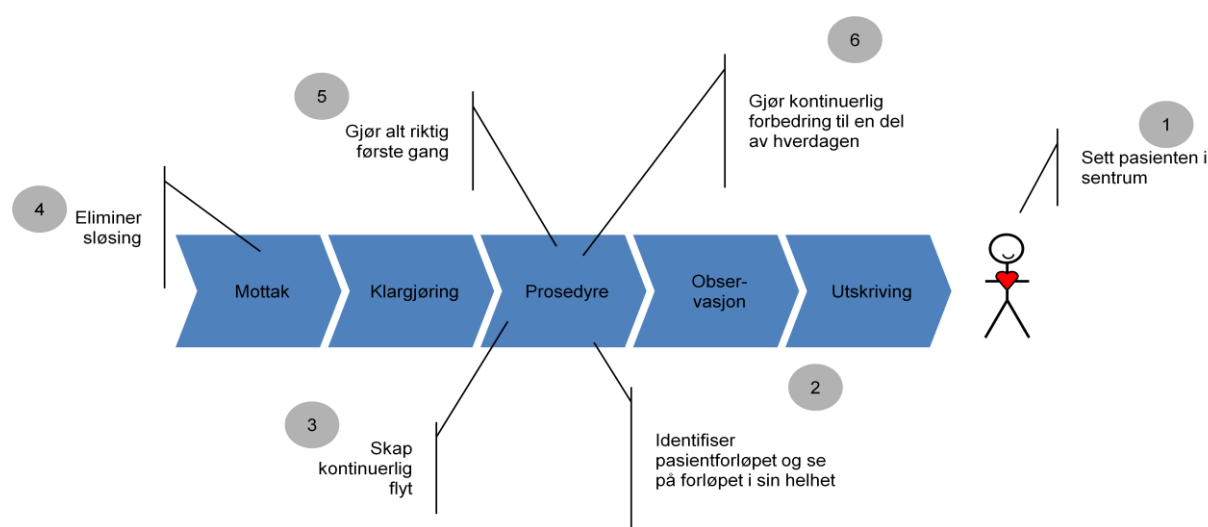 6
5
Gjør alt riktig
første gang
Gjør kontinuerlig
forbedring til en del
av hverdagen
1
Sett pasienten i
sentrum
4
Eliminer
sløsing
Mottak
Klargjøring
Prosedyre
Obser-
vasjon
Utskriving
3
Skap
kontinuerlig
flyt
2
Identifiser
pasientforløpet og se
på forløpet i sin helhet